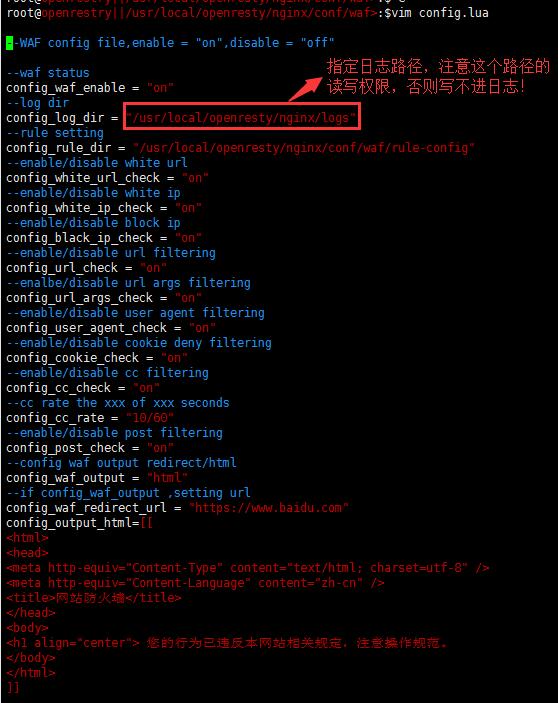 root@openrestry||/usr/local/openresty/nginx/conf/waf>:$vim config.lua
--WAF config file,enable = "on",disable = "off"
--waf status
config_waf_enable = "on"
--log dir
config_log_dir = "/usr/local/openresty/nginx/logs"
指定日志路径，注意这个路径的
读写权限，否则写不进日志！
--rule setting
config_rule_dir = "/usr/local/openresty/nginx/conf/waf/rule-config"
--enable/disable white url
config_white_url_check = "on"
--enable/disable white ip
config_white_ip_check = "on"
--enable/disable block ip
config_black_ip_check = "on"
--enable/disable url filtering
config_url_check = "on"
--enalbe/disable url args filtering
config_url_args_check = "on"
--enable/disable user agent filtering
config_user_agent_check = "on"
--enable/disable cookie deny filtering
config_cookie_check = "on"
--enable/disable cc filtering
config_cc_check = "on"
--cc rate the xxx of xxx seconds
config_cc_rate = "10/60"
--enable/disable post filtering
config_post_check = "on"
--config waf output redirect/html
config_waf_output = "html"
--if config_waf_output ,setting url
config_waf_redirect_url = "https://www.baidu.com"
config_output_html=[[
<html>
<head>
<meta http-equiv="Content-Type" content="text/html; charset=utf-8" />
<meta http-equiv="Content-Language" content="zh-cn" />
<title>网站防火墙</title>
</head>
<body>
<h1 align="center"> 您的行为已违反本网站相关规定，注意操作规范。
</body>
</html>
]]